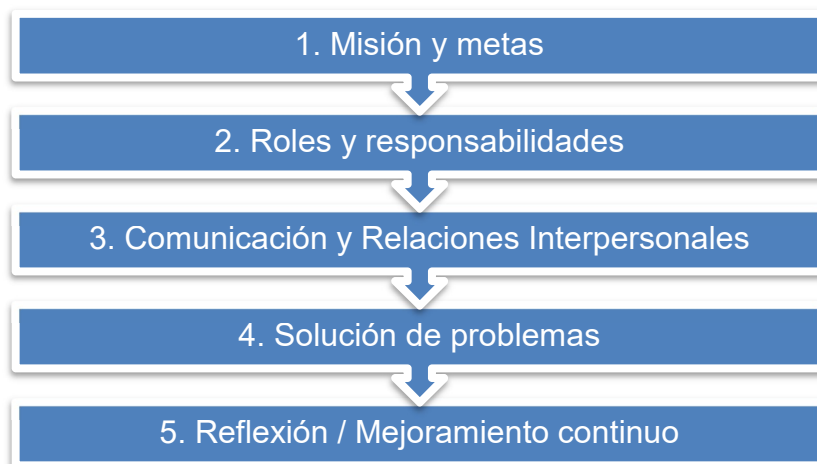 1. Misión y metas
2. Roles y responsabilidades
3. Comunicación y Relaciones Interpersonales
4. Solución de problemas
5. Reflexión / Mejoramiento continuo